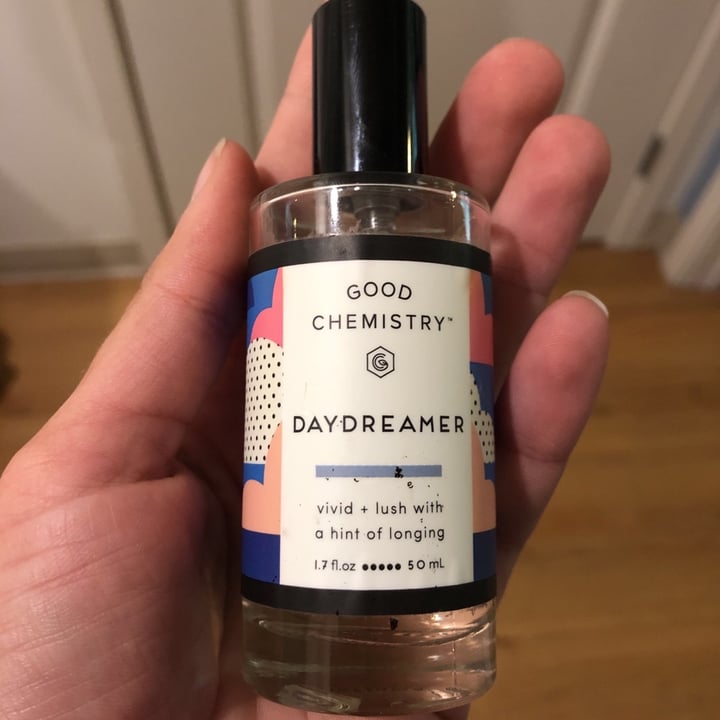 GOOD
CHEMISTRY™
G
DAYDREAMER
vivid + lush with
a hint of longing
1.7 fl.oz ••••• 50 mL